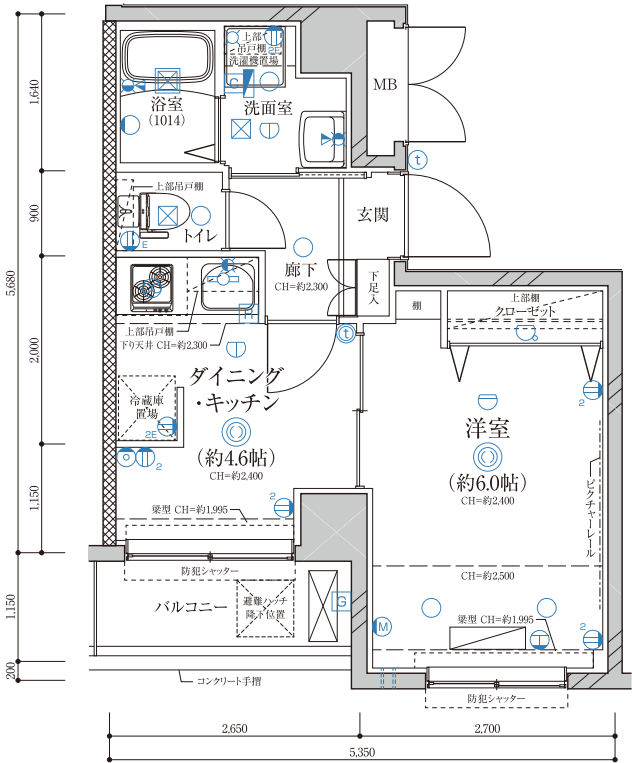 上部
吊戸棚
洗濯機置場
2E
C
MB
浴室
(1014)
洗面室
1,640
t
上部吊戸棚
トイレ
E
玄関
900
廊下
CH=約2,300
下足入
棚
上部棚
クローゼット
5,680
R
上部吊戸棚
下り天井 CH=約2,300
t
2,000
ダイニング
・キッチン
(約4.6帖)
CH=約2,400
冷蔵庫
置場
2E
2
2
洋室
(約6.0帖)
CH=約2,400
2
ピクチャーレール
1,150
梁型 CH=約1,995
2
防犯シャッター
CH=約2,500
バルコニー
避難ハッチ
降下位置
G
M
梁型 CH=約1,995
2
1,150
200
コンクリート手摺
防犯シャッター
2,650
2,700
5,350